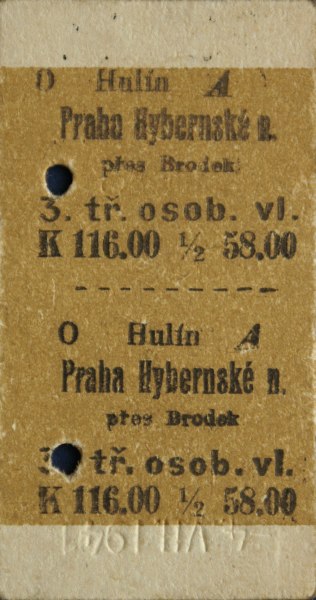 O Hulín A
Praha Hybernské n.
přes Brodek
3. tř. osob. vl.
K 116.00 ½ 58.00
O Hulín A
Praha Hybernské n.
přes Brodek
3. tř. osob. vl.
K 116.00 ½ 58.00